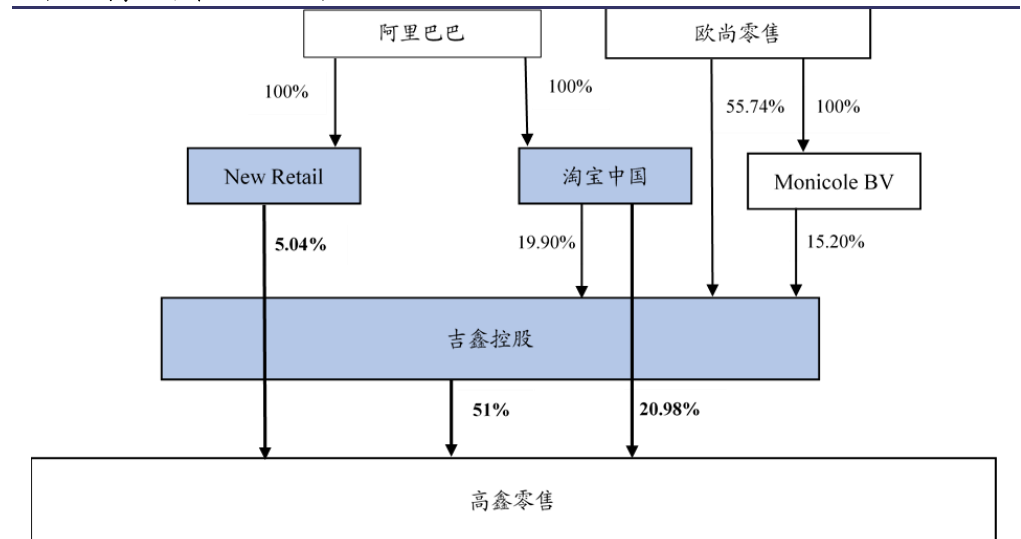 阿里巴巴
欧尚零售
100%
100%
55.74%
100%
New Retail
淘宝中国
Monicole BV
5.04%
19.90%
15.20%
吉鑫控股
51%
20.98%
高鑫零售